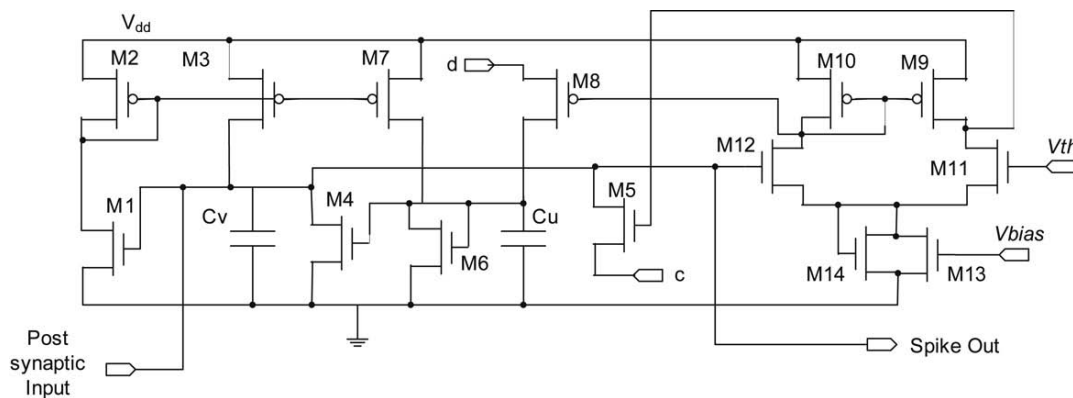 Vdd
M2
M3
M7
d
M8
M10
M9
M12
M11
Vth
M1
Cv
M4
M6
Cu
M5
c
Vbias
M14
M13
Post
synaptic
Input
Spike Out